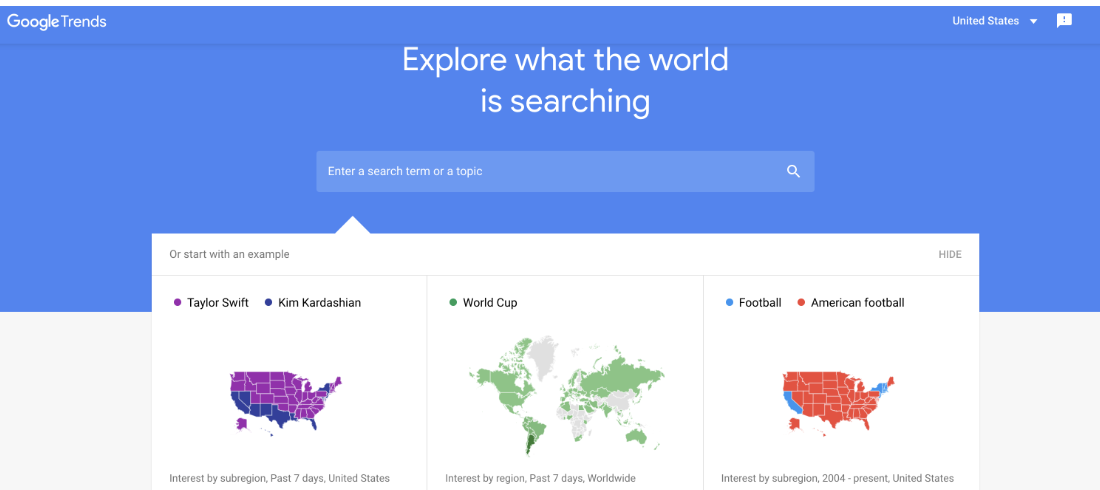 Google Trends
United States
Explore what the world
is searching
Enter a search term or a topic
Or start with an example
HIDE
Taylor Swift
Kim Kardashian
World Cup
Football
American football
Interest by subregion, Past 7 days, United States
Interest by region, Past 7 days, Worldwide
Interest by subregion, 2004 - present, United States